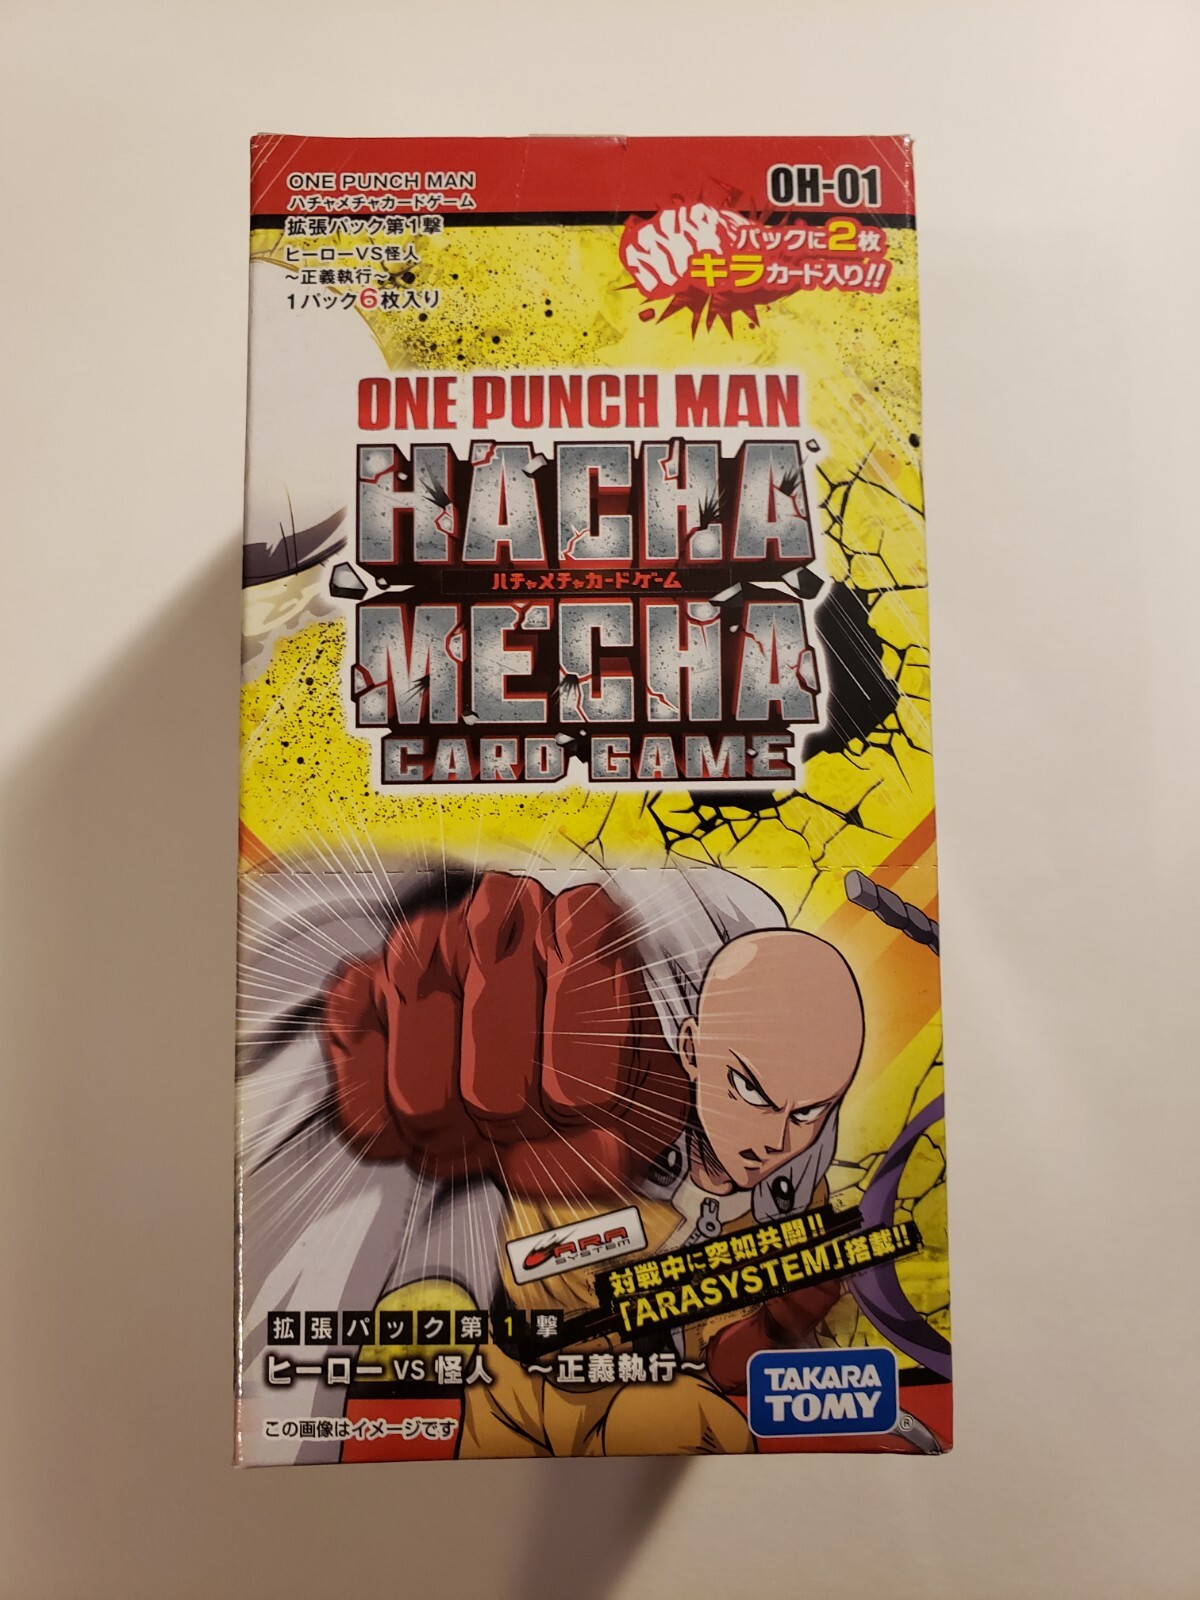 ONE PUNCH MAN
ハチャメチャカードゲーム
拡張パック第1撃
ヒーローVS怪人
～正義執行～
1パック6枚入り
OH-01
パックに2枚
キラカード入り!!
ONE PUNCH MAN
HACHA
ハチャメチャカードゲーム
MECHA
CARD GAME
ARA
SYSTEM
対戦中に突如共闘!!
「ARASYSTEM」搭載!!
拡張パック第1撃
ヒーロー VS 怪人 ～正義執行～
この画像はイメージです
TAKARA
TOMY
®